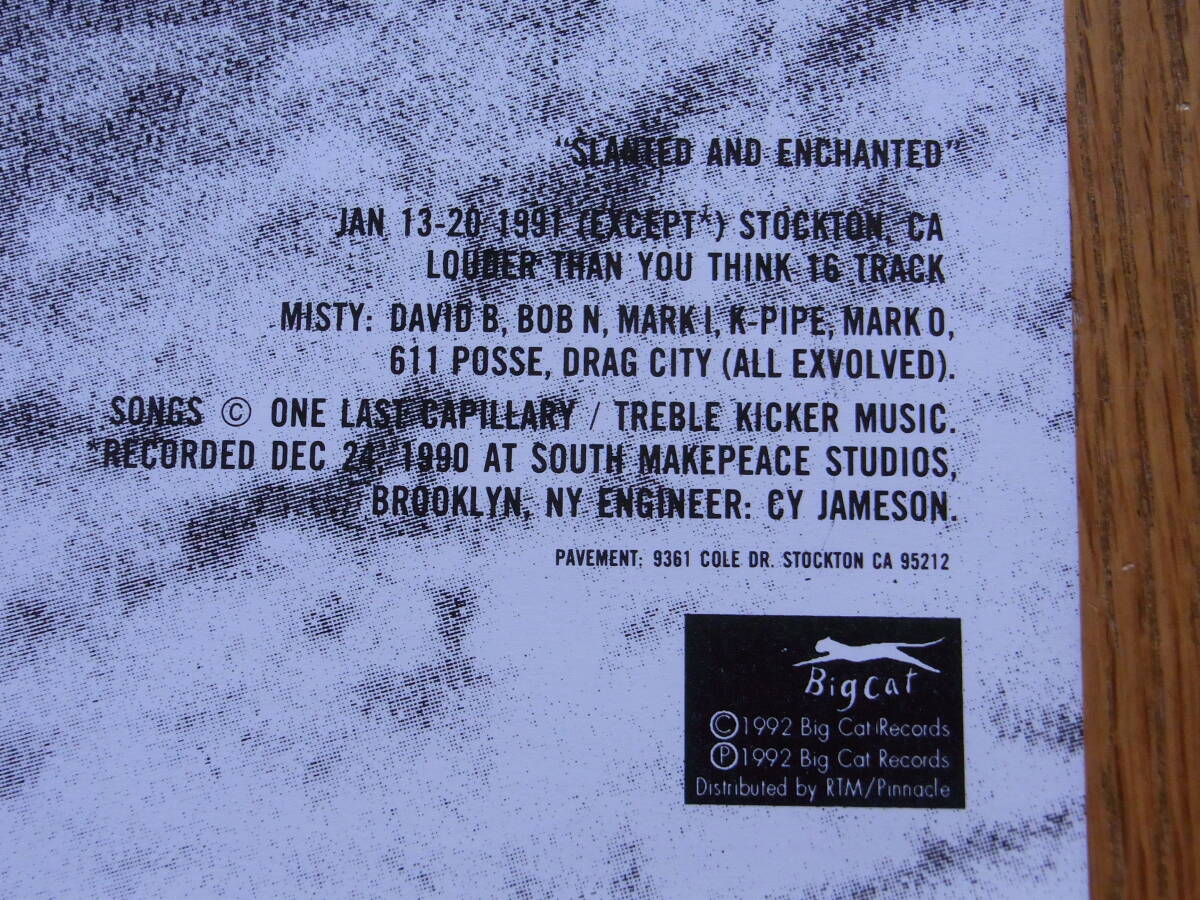 "SLANTED AND ENCHANTED"
JAN 13-20 1991 (EXCEPT*) STOCKTON, CA
LOUDER THAN YOU THINK 16 TRACK
MISTY: DAVID B, BOB N, MARK I, K-PIPE, MARK O,
611 POSSE, DRAG CITY (ALL EXVOLVED).
SONGS © ONE LAST CAPILLARY / TREBLE KICKER MUSIC.
*RECORDED DEC 24, 1990 AT SOUTH MAKEPEACE STUDIOS,
BROOKLYN, NY ENGINEER: CY JAMESON.
PAVEMENT: 9361 COLE DR. STOCKTON CA 95212
Big Cat
©1992 Big Cat Records
℗1992 Big Cat Records
Distributed by RTM/Pinnacle